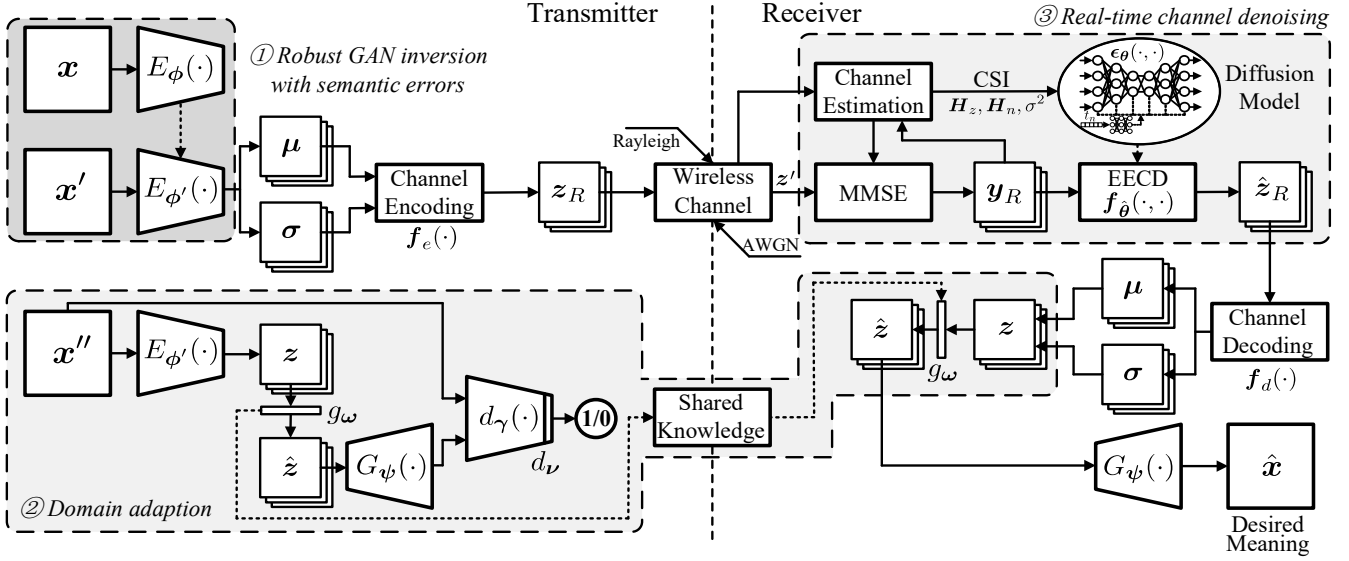 Transmitter
Receiver
① Robust GAN inversion
with semantic errors
③ Real-time channel denoising
x
E_ϕ(·)
x′
E_ϕ′(·)
μ
σ
Channel
Encoding
f_e(·)
z_R
Rayleigh
Wireless
Channel
AWGN
z′
Channel
Estimation
CSI
H_z, H_n, σ²
ϵ_θ(·,·)
t_n
Diffusion
Model
MMSE
y_R
EECD
f_θ̂(·,·)
ẑ_R
x′′
E_ϕ′(·)
z
g_ω
ẑ
G_ψ(·)
d_γ(·)
d_ν
1/0
② Domain adaption
Shared
Knowledge
ẑ
g_ω
z
μ
σ
Channel
Decoding
f_d(·)
G_ψ(·)
x̂
Desired
Meaning